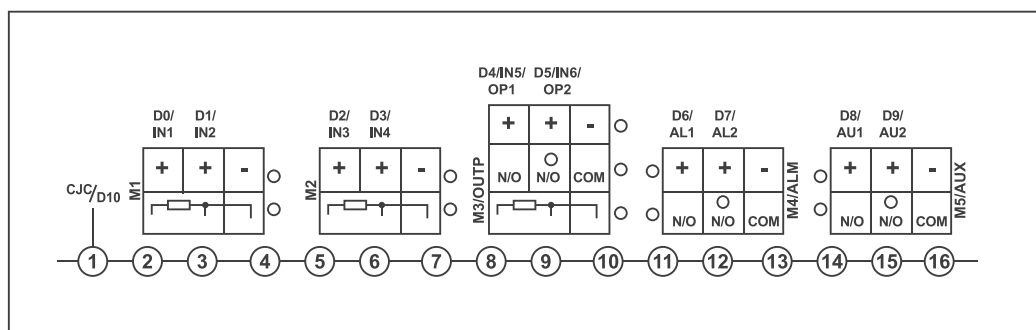 D4/IN5/ D5/IN6/
OP1 OP2
D0/ D1/ D2/ D3/ D6/ D7/ D8/ D9/
IN1 IN2 IN3 IN4 AL1 AL2 AU1 AU2
+ + -
+ + - + + - + + - + + -
N/O N/O COM
M1 M2 M3/OUTP M4/ALM M5/AUX
CJC/D10
N/O N/O COM N/O N/O COM
1 2 3 4 5 6 7 8 9 10 11 12 13 14 15 16